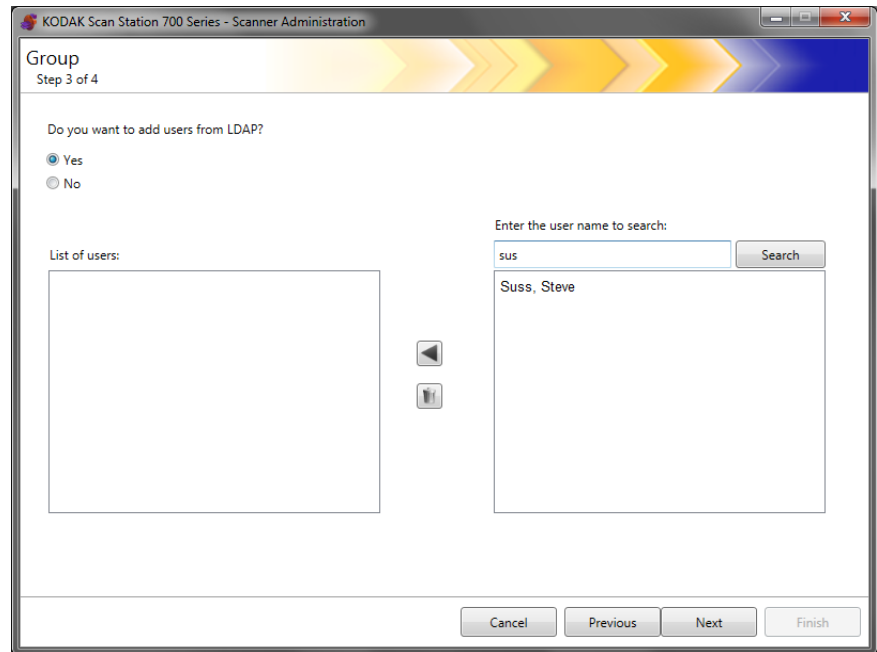 KODAK Scan Station 700 Series - Scanner Administration
Group
Step 3 of 4
Do you want to add users from LDAP?
Yes
No
Enter the user name to search:
List of users:
sus
Search
Suss, Steve
Cancel
Previous
Next
Finish